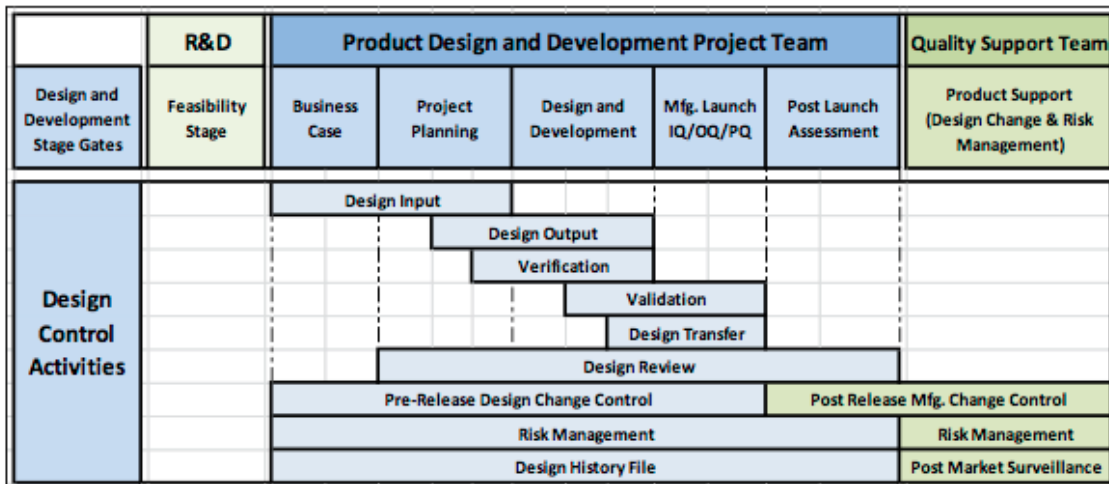 R&D
Product Design and Development Project Team
Quality Support Team
Design and
Development
Stage Gates
Feasibility
Stage
Business
Case
Project
Planning
Design and
Development
Mfg. Launch
IQ/OQ/PQ
Post Launch
Assessment
Product Support
(Design Change & Risk
Management)
Design
Control
Activities
Design Input
Design Output
Verification
Validation
Design Transfer
Design Review
Pre-Release Design Change Control
Post Release Mfg. Change Control
Risk Management
Risk Management
Design History File
Post Market Surveillance